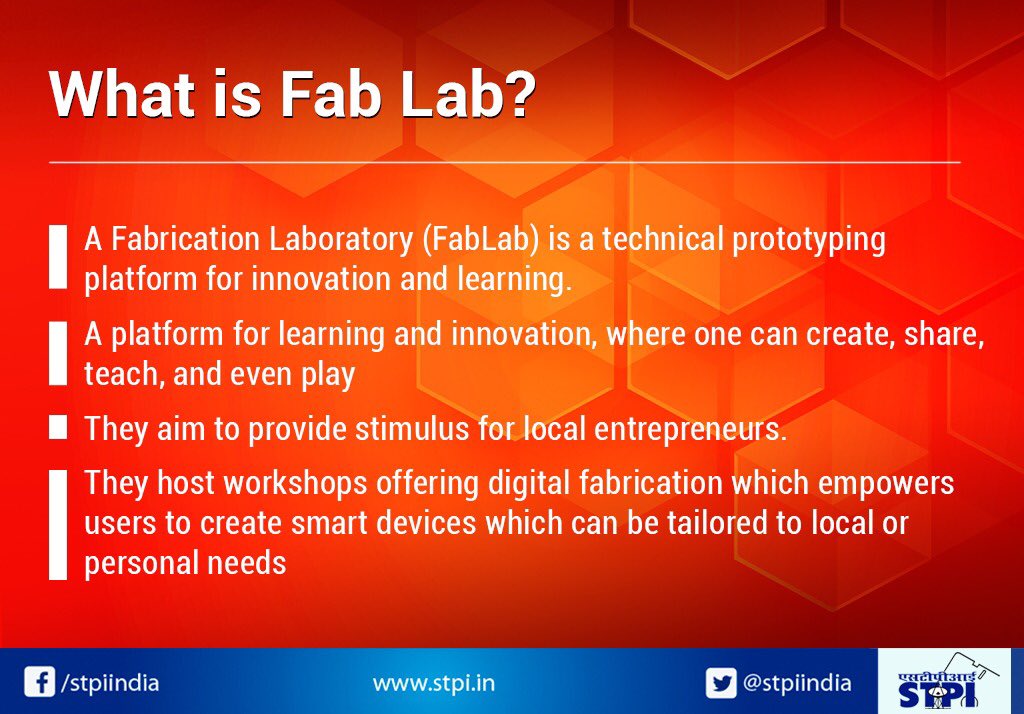 What is Fab Lab?
A Fabrication Laboratory (FabLab) is a technical prototyping
platform for innovation and learning.
A platform for learning and innovation, where one can create, share,
teach, and even play
They aim to provide stimulus for local entrepreneurs.
They host workshops offering digital fabrication which empowers
users to create smart devices which can be tailored to local or
personal needs
f /stpiindia
www.stpi.in
@stpiindia
एसटीपीआई
STPI